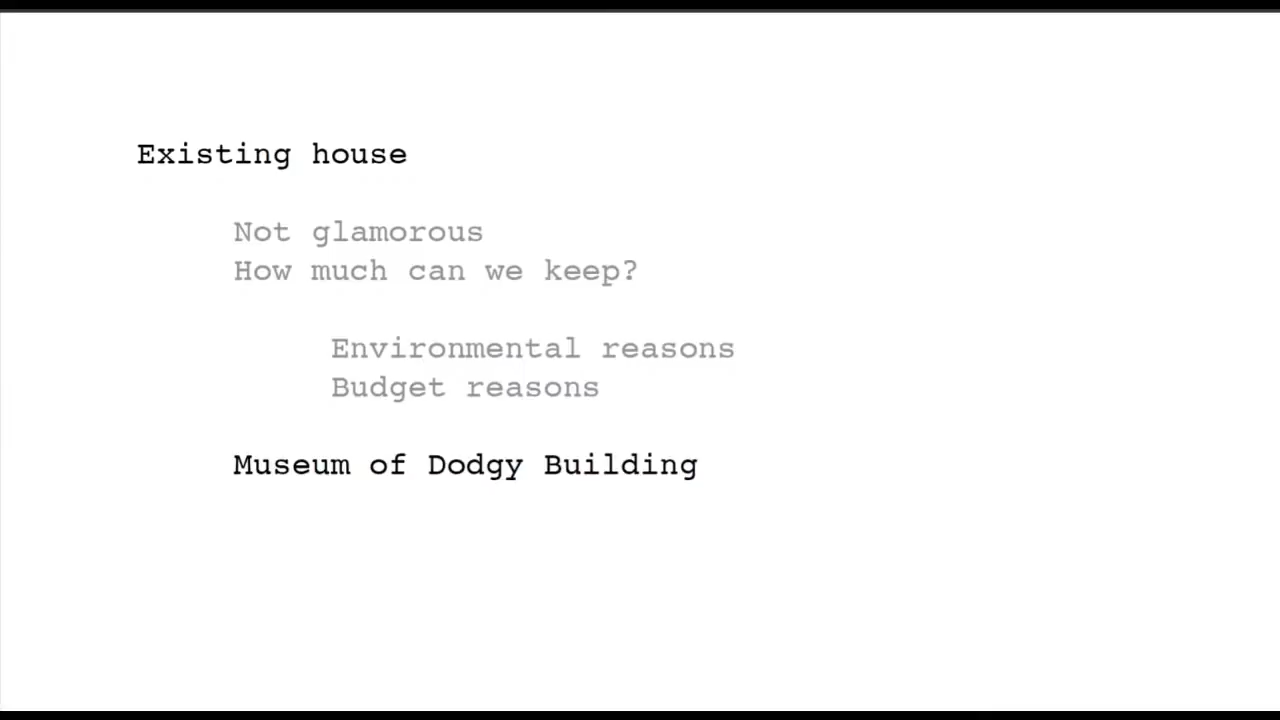 Existing house
Not glamorous
How much can we keep?
Environmental reasons
Budget reasons
Museum of Dodgy Building